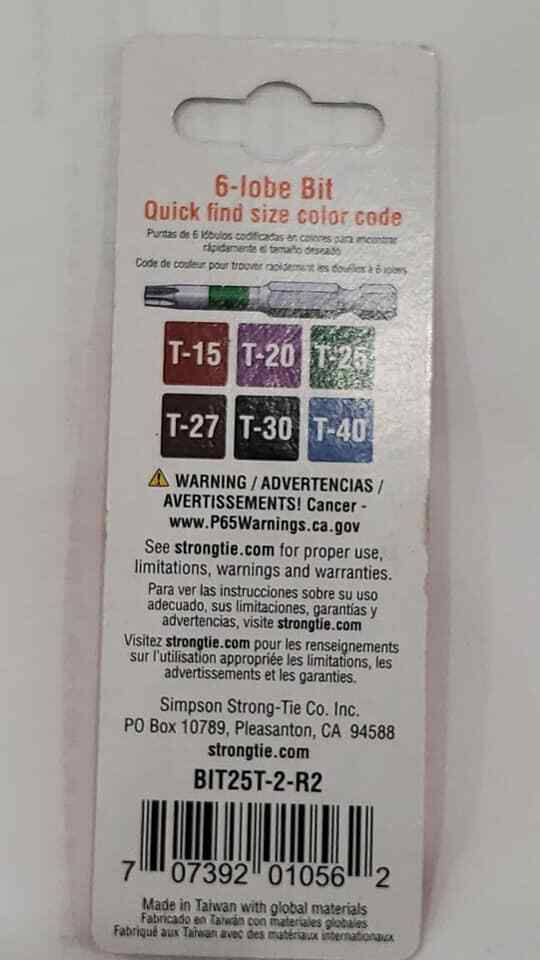 6-lobe Bit
Quick find size color code
Puntas de 6 lóbulos codificadas en colores para encontrar
rápidamente el tamaño deseado
Code de couleur pour trouver rapidement les douilles à 6 lobes
T-15 T-20 T-25
T-27 T-30 T-40
WARNING / ADVERTENCIAS /
AVERTISSEMENTS! Cancer -
www.P65Warnings.ca.gov
See strongtie.com for proper use,
limitations, warnings and warranties.
Para ver las instrucciones sobre su uso
adecuado, sus limitaciones, garantías y
advertencias, visite strongtie.com
Visitez strongtie.com pour les renseignements
sur l'utilisation appropriée les limitations, les
avertissements et les garanties.
Simpson Strong-Tie Co. Inc.
PO Box 10789, Pleasanton, CA 94588
strongtie.com
BIT25T-2-R2
7 07392 01056 2
Made in Taiwan with global materials
Fabricado en Taiwán con materiales globales
Fabriqué aux Taiwan avec des matériaux internationaux